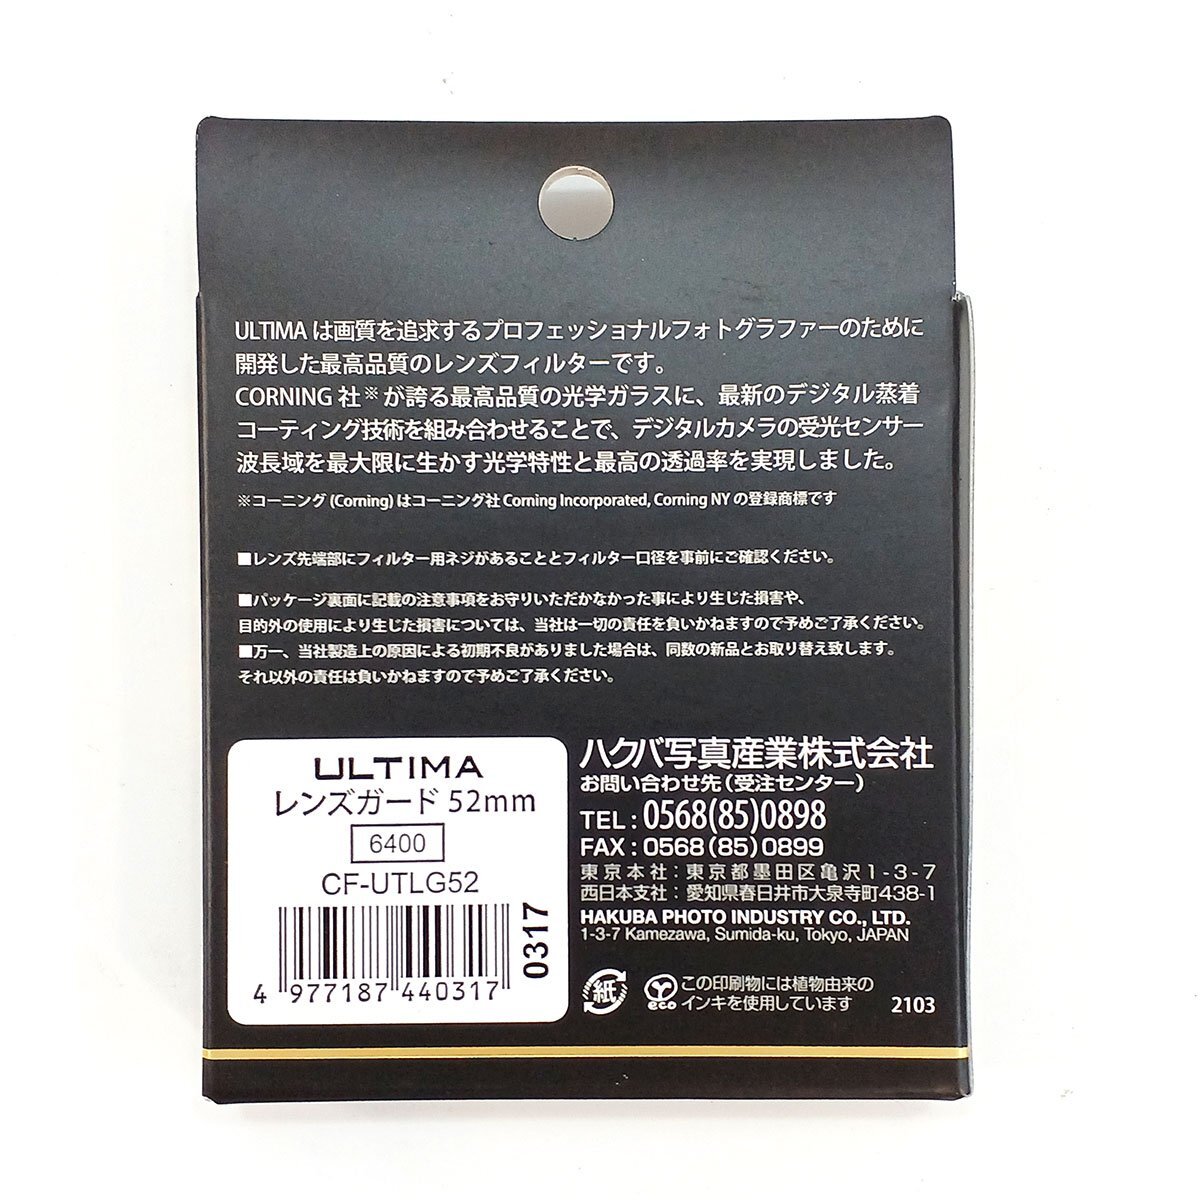 ULTIMA は画質を追求するプロフェッショナルフォトグラファーのために
開発した最高品質のレンズフィルターです。
CORNING 社※が誇る最高品質の光学ガラスに、最新のデジタル蒸着
コーティング技術を組み合わせることで、デジタルカメラの受光センサー
波長域を最大限に生かす光学特性と最高の透過率を実現しました。
※コーニング (Corning) はコーニング社 Corning Incorporated, Corning NY の登録商標です
■レンズ先端部にフィルター用ネジがあることとフィルター口径を事前にご確認ください。
■パッケージ裏面に記載の注意事項をお守りいただかなかった事により生じた損害や、
目的外の使用により生じた損害については、当社は一切の責任を負いかねますので予めご了承ください。
■万一、当社製造上の原因による初期不良がありました場合は、同数の新品とお取り替え致します。
それ以外の責任は負いかねますので予めご了承ください。
ULTIMA
レンズガード 52mm
6400
CF-UTLG52
0317
4 977187 440317
ハクバ写真産業株式会社
お問い合わせ先(受注センター)
TEL : 0568(85)0898
FAX : 0568 (85) 0899
東京本社：東京都墨田区亀沢1-3-7
西日本支社：愛知県春日井市大泉寺町438-1
HAKUBA PHOTO INDUSTRY CO., LTD.
1-3-7 Kamezawa, Sumida-ku, Tokyo, JAPAN
紙
eco
この印刷物には植物由来の
インキを使用しています
2103